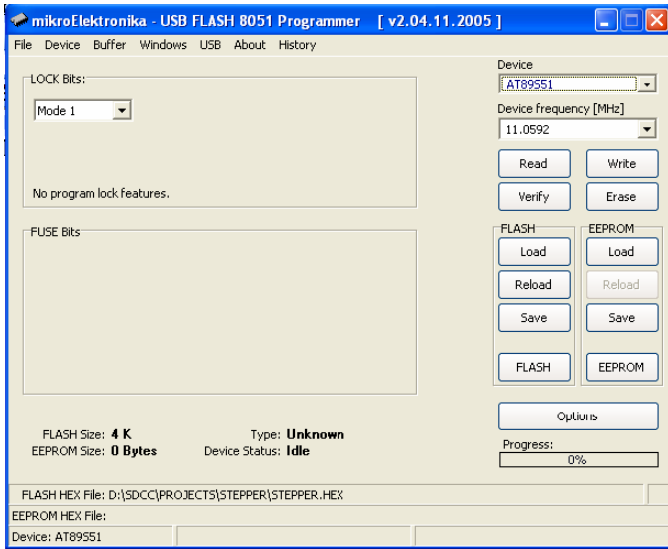 mikroElektronika - USB FLASH 8051 Programmer [ v2.04.11.2005 ]
File Device Buffer Windows USB About History
LOCK Bits:
Mode 1
No program lock features.
FUSE Bits
Device
AT89S51
Device frequency [MHz]
11.0592
Read Write
Verify Erase
FLASH EEPROM
Load Load
Reload Reload
Save Save
FLASH EEPROM
Options
FLASH Size: 4 K Type: Unknown
EEPROM Size: 0 Bytes Device Status: Idle
Progress:
0%
FLASH HEX File: D:\SDCC\PROJECTS\STEPPER\STEPPER.HEX
EEPROM HEX File:
Device: AT89S51